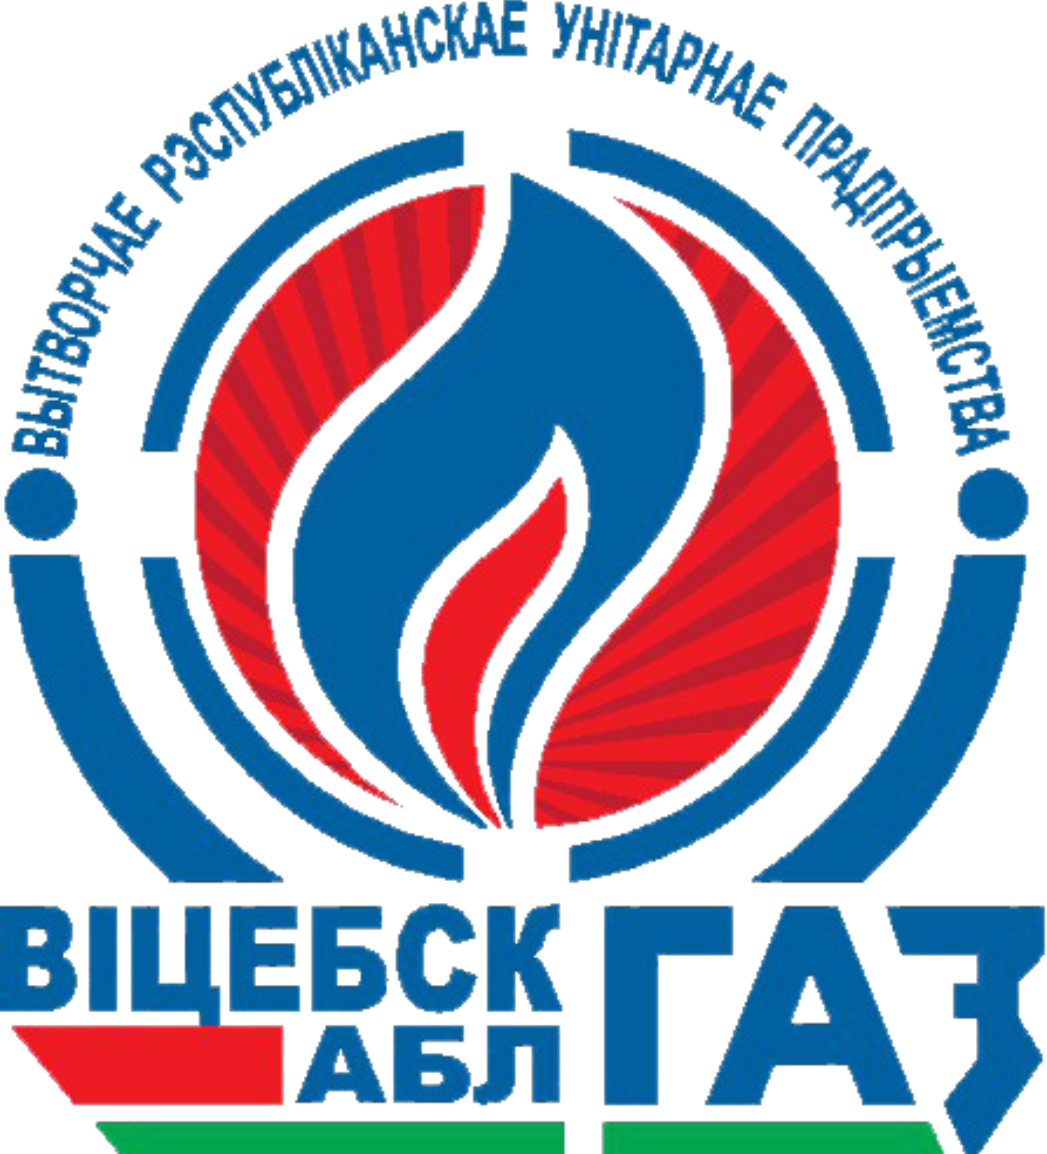 ВЫТВОРЧАЕ РЭСПУБЛІКАНСКАЕ УНІТАРНАЕ ПРАДПРЫЕМСТВА
ВІЦЕБСК
АБЛ
ГАЗ